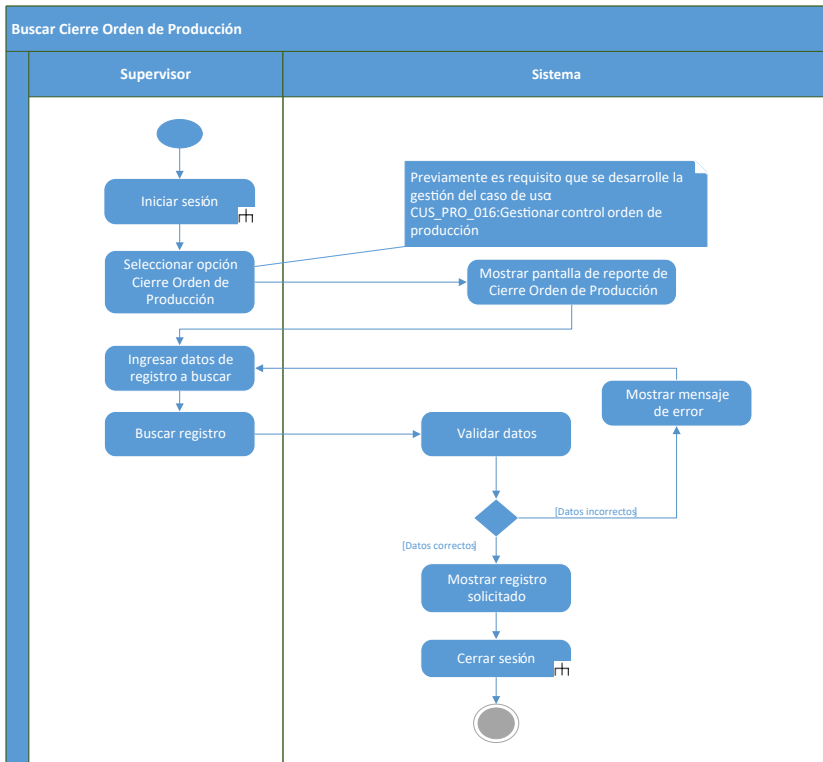 Buscar Cierre Orden de Producción
Supervisor
Sistema
Iniciar sesión
Previamente es requisito que se desarrolle la
gestión del caso de usα
CUS_PRO_016:Gestionar control orden de
producción
Seleccionar opción
Cierre Orden de
Producción
Mostrar pantalla de reporte de
Cierre Orden de Producción
Ingresar datos de
registro a buscar
Mostrar mensaje
de error
Buscar registro
Validar datos
[Datos incorrectos]
[Datos correctos]
Mostrar registro
solicitado
Cerrar sesión